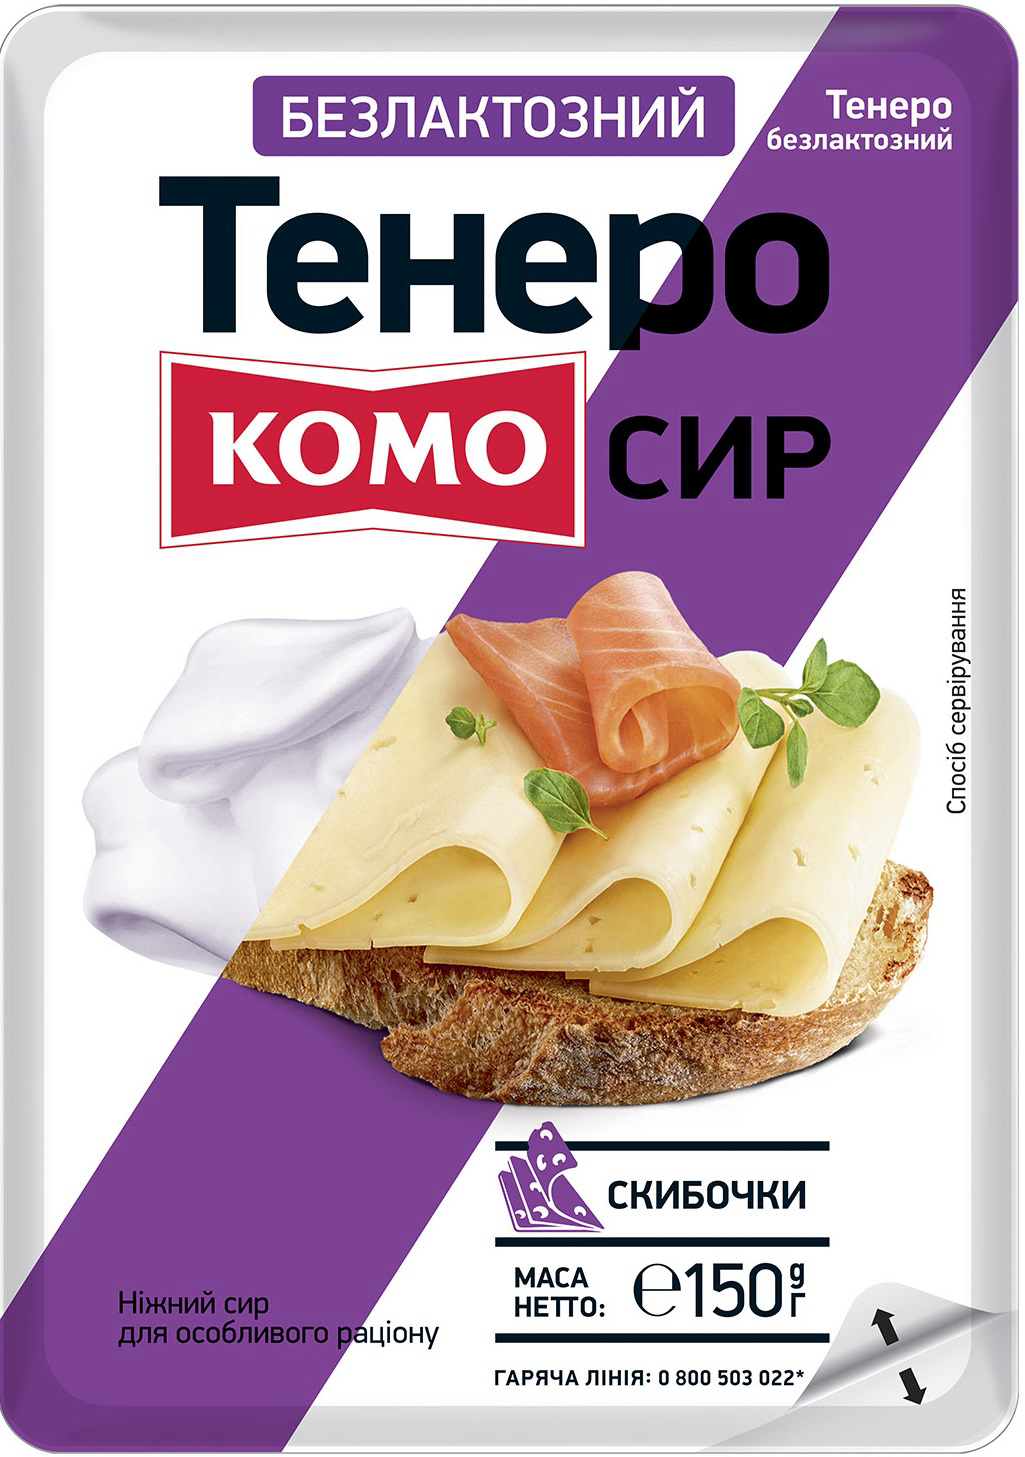 БЕЗЛАКТОЗНИЙ
Тенеро
безлактозний
Тенеро
КОМО
СИР
Спосіб сервірування
СКИБОЧКИ
МАСА
НЕТТО:
℮150 g
г
Ніжний сир
для особливого раціону
ГАРЯЧА ЛІНІЯ: 0 800 503 022*